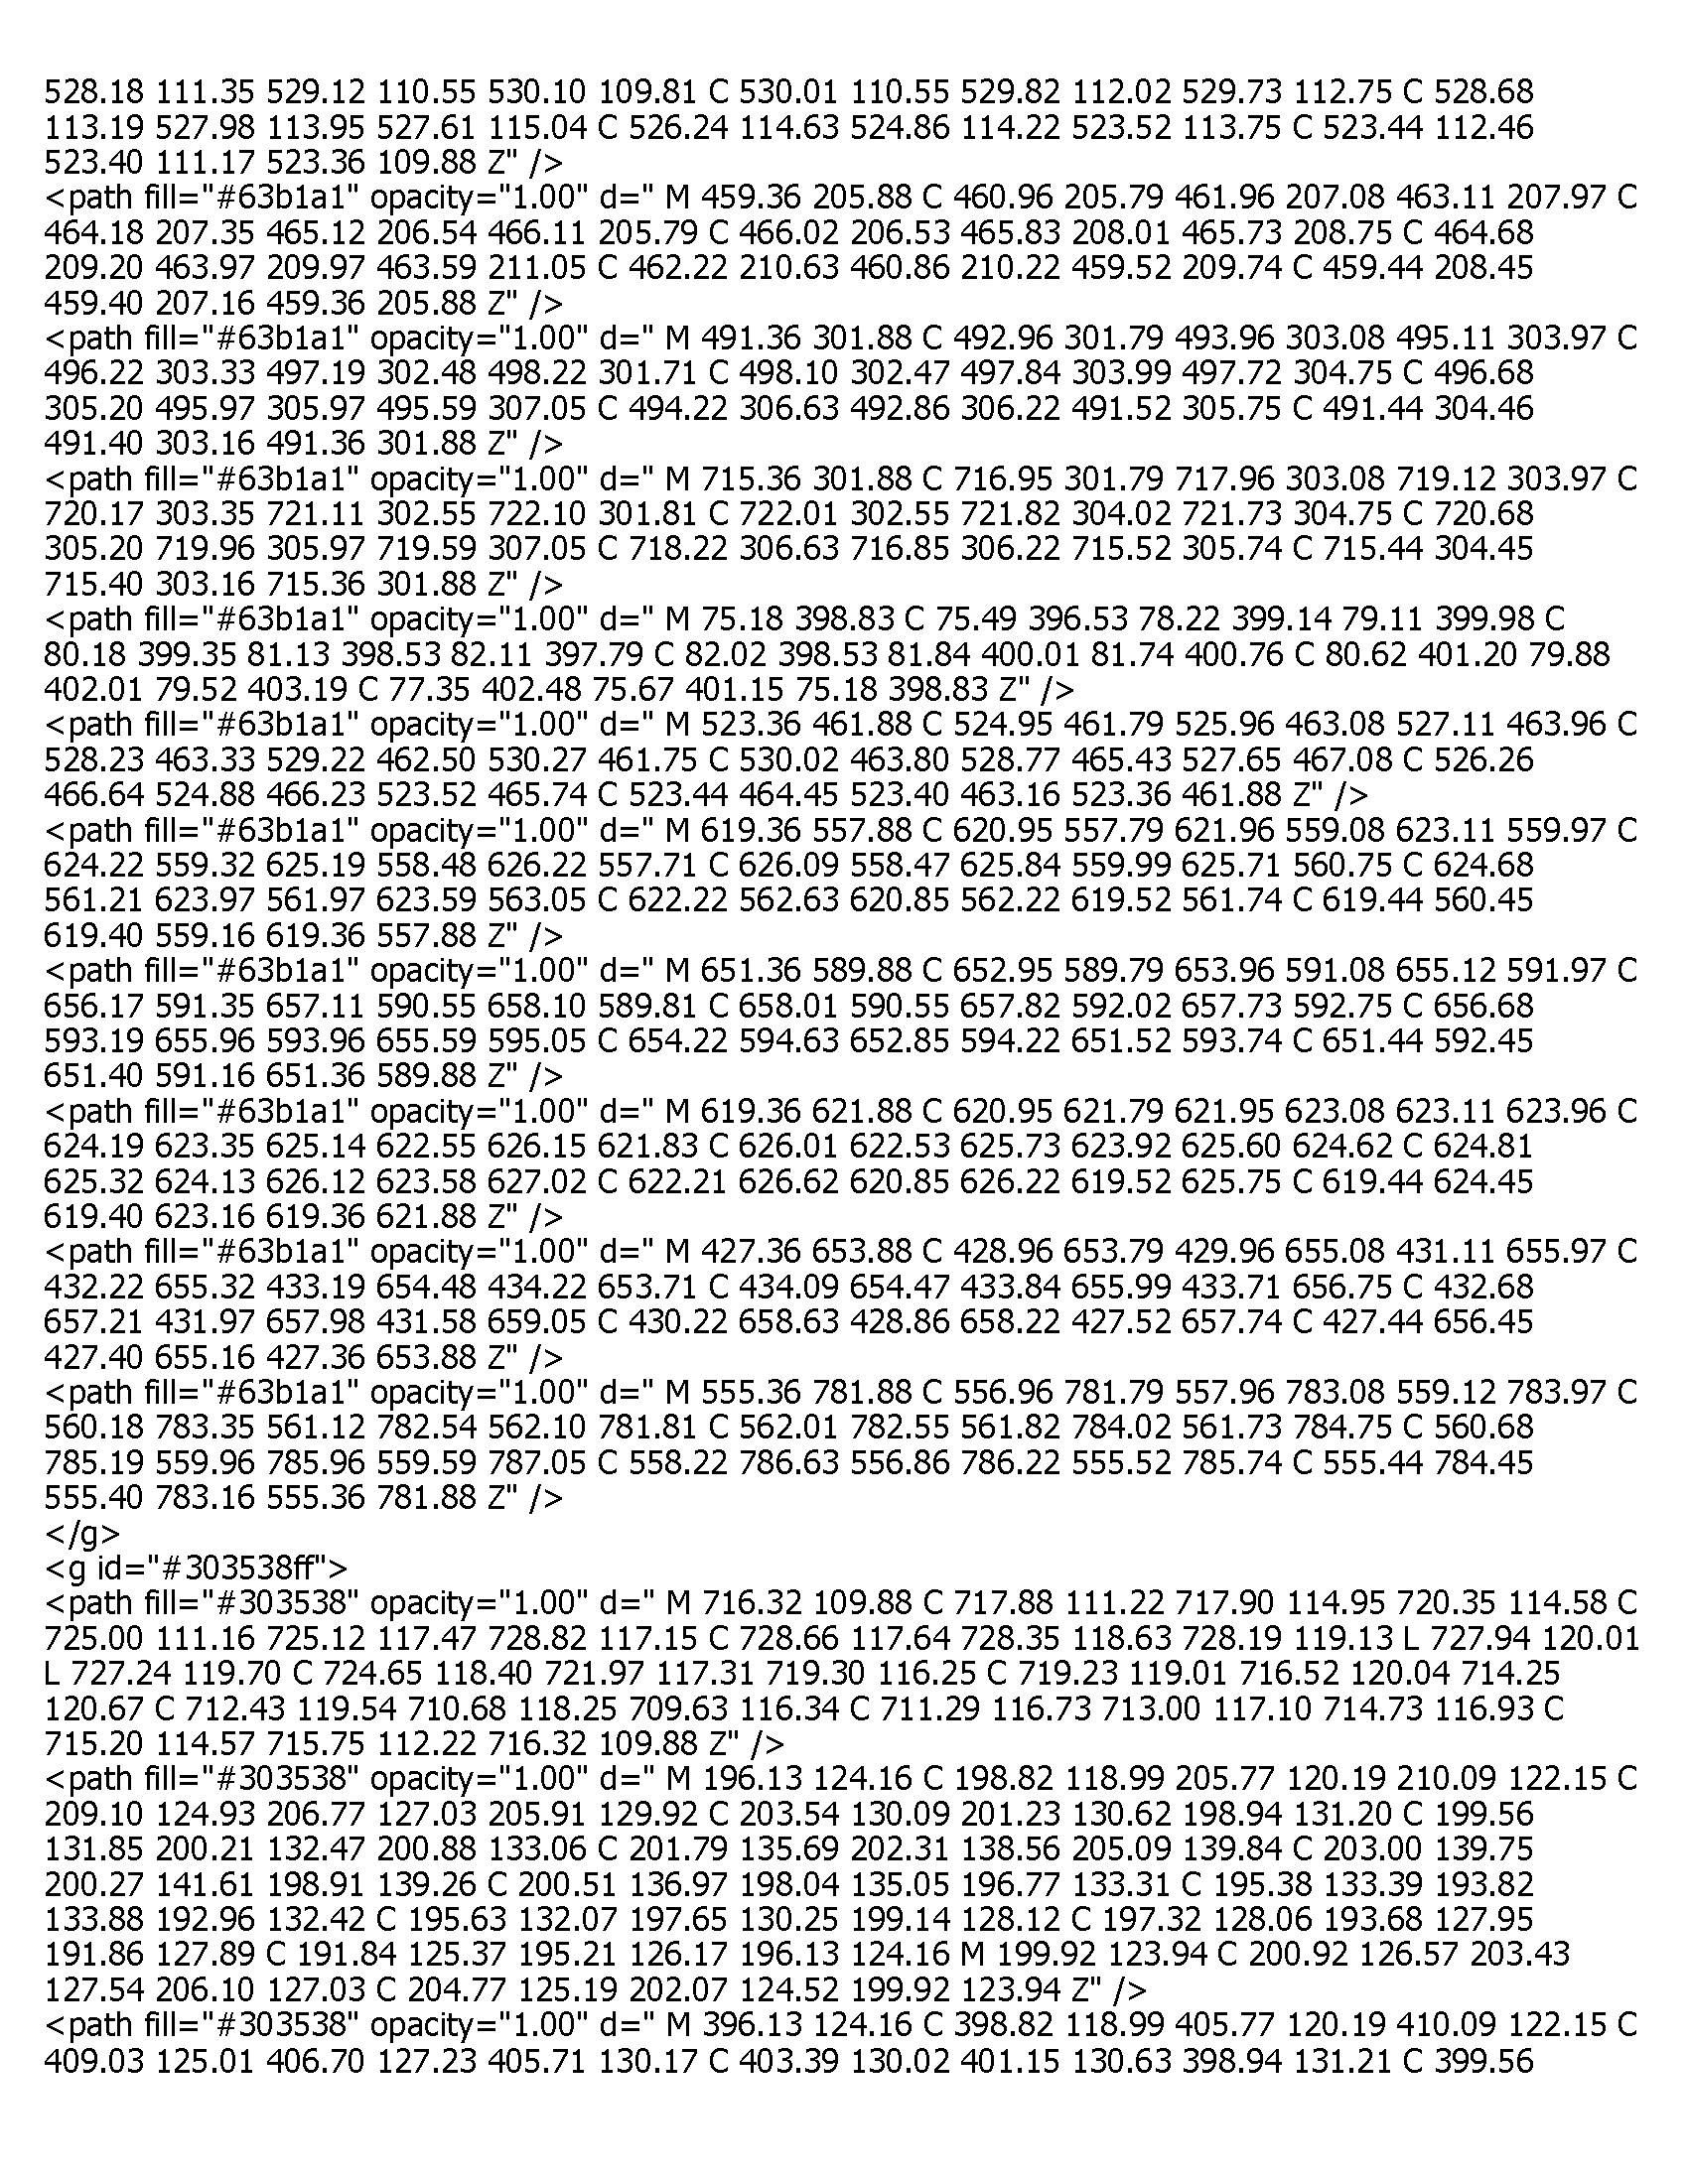 528.18 111.35 529.12 110.55 530.10 109.81 C 530.01 110.55 529.82 112.02 529.73 112.75 C 528.68
113.19 527.98 113.95 527.61 115.04 C 526.24 114.63 524.86 114.22 523.52 113.75 C 523.44 112.46
523.40 111.17 523.36 109.88 Z" />
<path fill="#63b1a1" opacity="1.00" d=" M 459.36 205.88 C 460.96 205.79 461.96 207.08 463.11 207.97 C
464.18 207.35 465.12 206.54 466.11 205.79 C 466.02 206.53 465.83 208.01 465.73 208.75 C 464.68
209.20 463.97 209.97 463.59 211.05 C 462.22 210.63 460.86 210.22 459.52 209.74 C 459.44 208.45
459.40 207.16 459.36 205.88 Z" />
<path fill="#63b1a1" opacity="1.00" d=" M 491.36 301.88 C 492.96 301.79 493.96 303.08 495.11 303.97 C
496.22 303.33 497.19 302.48 498.22 301.71 C 498.10 302.47 497.84 303.99 497.72 304.75 C 496.68
305.20 495.97 305.97 495.59 307.05 C 494.22 306.63 492.86 306.22 491.52 305.75 C 491.44 304.46
491.40 303.16 491.36 301.88 Z" />
<path fill="#63b1a1" opacity="1.00" d=" M 715.36 301.88 C 716.95 301.79 717.96 303.08 719.12 303.97 C
720.17 303.35 721.11 302.55 722.10 301.81 C 722.01 302.55 721.82 304.02 721.73 304.75 C 720.68
305.20 719.96 305.97 719.59 307.05 C 718.22 306.63 716.85 306.22 715.52 305.74 C 715.44 304.45
715.40 303.16 715.36 301.88 Z" />
<path fill="#63b1a1" opacity="1.00" d=" M 75.18 398.83 C 75.49 396.53 78.22 399.14 79.11 399.98 C
80.18 399.35 81.13 398.53 82.11 397.79 C 82.02 398.53 81.84 400.01 81.74 400.76 C 80.62 401.20 79.88
402.01 79.52 403.19 C 77.35 402.48 75.67 401.15 75.18 398.83 Z" />
<path fill="#63b1a1" opacity="1.00" d=" M 523.36 461.88 C 524.95 461.79 525.96 463.08 527.11 463.96 C
528.23 463.33 529.22 462.50 530.27 461.75 C 530.02 463.80 528.77 465.43 527.65 467.08 C 526.26
466.64 524.88 466.23 523.52 465.74 C 523.44 464.45 523.40 463.16 523.36 461.88 Z" />
<path fill="#63b1a1" opacity="1.00" d=" M 619.36 557.88 C 620.95 557.79 621.96 559.08 623.11 559.97 C
624.22 559.32 625.19 558.48 626.22 557.71 C 626.09 558.47 625.84 559.99 625.71 560.75 C 624.68
561.21 623.97 561.97 623.59 563.05 C 622.22 562.63 620.85 562.22 619.52 561.74 C 619.44 560.45
619.40 559.16 619.36 557.88 Z" />
<path fill="#63b1a1" opacity="1.00" d=" M 651.36 589.88 C 652.95 589.79 653.96 591.08 655.12 591.97 C
656.17 591.35 657.11 590.55 658.10 589.81 C 658.01 590.55 657.82 592.02 657.73 592.75 C 656.68
593.19 655.96 593.96 655.59 595.05 C 654.22 594.63 652.85 594.22 651.52 593.74 C 651.44 592.45
651.40 591.16 651.36 589.88 Z" />
<path fill="#63b1a1" opacity="1.00" d=" M 619.36 621.88 C 620.95 621.79 621.95 623.08 623.11 623.96 C
624.19 623.35 625.14 622.55 626.15 621.83 C 626.01 622.53 625.73 623.92 625.60 624.62 C 624.81
625.32 624.13 626.12 623.58 627.02 C 622.21 626.62 620.85 626.22 619.52 625.75 C 619.44 624.45
619.40 623.16 619.36 621.88 Z" />
<path fill="#63b1a1" opacity="1.00" d=" M 427.36 653.88 C 428.96 653.79 429.96 655.08 431.11 655.97 C
432.22 655.32 433.19 654.48 434.22 653.71 C 434.09 654.47 433.84 655.99 433.71 656.75 C 432.68
657.21 431.97 657.98 431.58 659.05 C 430.22 658.63 428.86 658.22 427.52 657.74 C 427.44 656.45
427.40 655.16 427.36 653.88 Z" />
<path fill="#63b1a1" opacity="1.00" d=" M 555.36 781.88 C 556.96 781.79 557.96 783.08 559.12 783.97 C
560.18 783.35 561.12 782.54 562.10 781.81 C 562.01 782.55 561.82 784.02 561.73 784.75 C 560.68
785.19 559.96 785.96 559.59 787.05 C 558.22 786.63 556.86 786.22 555.52 785.74 C 555.44 784.45
555.40 783.16 555.36 781.88 Z" />
</g>
<g id="#303538ff">
<path fill="#303538" opacity="1.00" d=" M 716.32 109.88 C 717.88 111.22 717.90 114.95 720.35 114.58 C
725.00 111.16 725.12 117.47 728.82 117.15 C 728.66 117.64 728.35 118.63 728.19 119.13 L 727.94 120.01
L 727.24 119.70 C 724.65 118.40 721.97 117.31 719.30 116.25 C 719.23 119.01 716.52 120.04 714.25
120.67 C 712.43 119.54 710.68 118.25 709.63 116.34 C 711.29 116.73 713.00 117.10 714.73 116.93 C
715.20 114.57 715.75 112.22 716.32 109.88 Z" />
<path fill="#303538" opacity="1.00" d=" M 196.13 124.16 C 198.82 118.99 205.77 120.19 210.09 122.15 C
209.10 124.93 206.77 127.03 205.91 129.92 C 203.54 130.09 201.23 130.62 198.94 131.20 C 199.56
131.85 200.21 132.47 200.88 133.06 C 201.79 135.69 202.31 138.56 205.09 139.84 C 203.00 139.75
200.27 141.61 198.91 139.26 C 200.51 136.97 198.04 135.05 196.77 133.31 C 195.38 133.39 193.82
133.88 192.96 132.42 C 195.63 132.07 197.65 130.25 199.14 128.12 C 197.32 128.06 193.68 127.95
191.86 127.89 C 191.84 125.37 195.21 126.17 196.13 124.16 M 199.92 123.94 C 200.92 126.57 203.43
127.54 206.10 127.03 C 204.77 125.19 202.07 124.52 199.92 123.94 Z" />
<path fill="#303538" opacity="1.00" d=" M 396.13 124.16 C 398.82 118.99 405.77 120.19 410.09 122.15 C
409.03 125.01 406.70 127.23 405.71 130.17 C 403.39 130.02 401.15 130.63 398.94 131.21 C 399.56